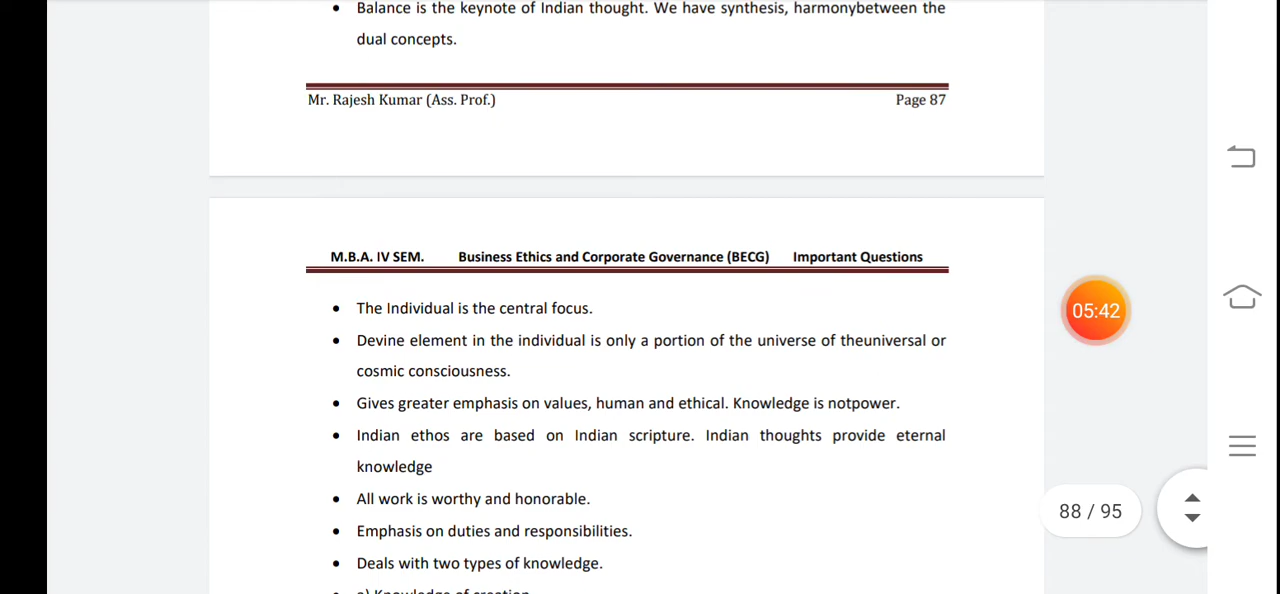 • Balance is the keynote of Indian thought. We have synthesis, harmonybetween the
dual concepts.
Mr. Rajesh Kumar (Ass. Prof.) Page 87
M.B.A. IV SEM. Business Ethics and Corporate Governance (BECG) Important Questions
• The Individual is the central focus.
• Devine element in the individual is only a portion of the universe of theuniversal or
cosmic consciousness.
05:42
• Gives greater emphasis on values, human and ethical. Knowledge is notpower.
• Indian ethos are based on Indian scripture. Indian thoughts provide eternal
knowledge
• All work is worthy and honorable.
88 / 95
• Emphasis on duties and responsibilities.
• Deals with two types of knowledge.
• a) Knowledge of creation